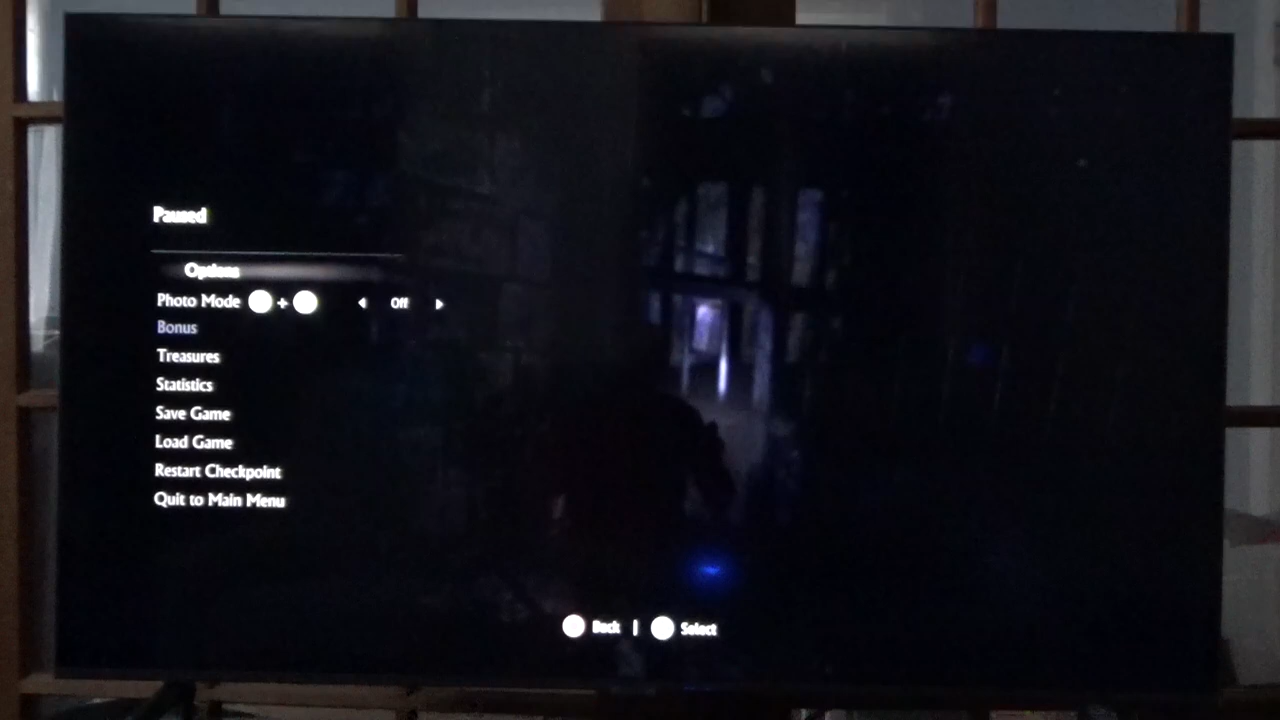 Paused
Options
Photo Mode + Off
Bonus
Treasures
Statistics
Save Game
Load Game
Restart Checkpoint
Quit to Main Menu
Back | Select